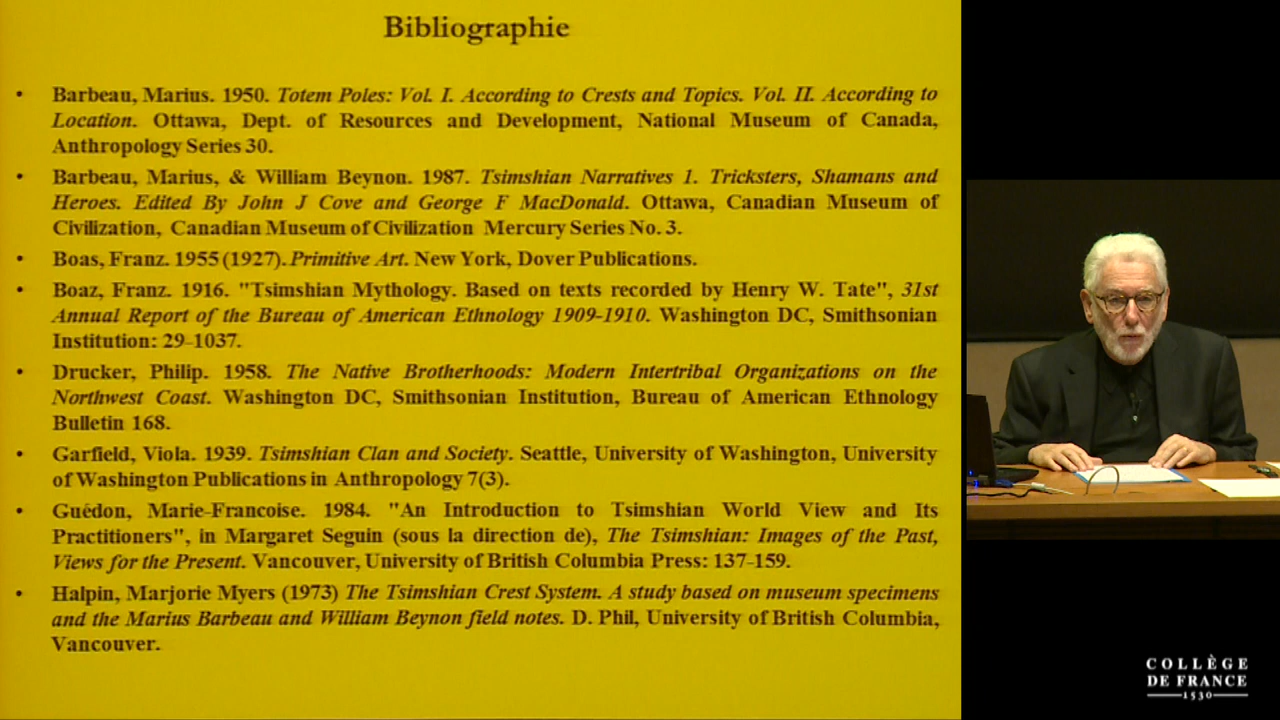 Bibliographie
• Barbeau, Marius. 1950. Totem Poles: Vol. I. According to Crests and Topics. Vol. II. According to
Location. Ottawa, Dept. of Resources and Development, National Museum of Canada,
Anthropology Series 30.
• Barbeau, Marius, & William Beynon. 1987. Tsimshian Narratives 1. Tricksters, Shamans and
Heroes. Edited By John J Cove and George F MacDonald. Ottawa, Canadian Museum of
Civilization, Canadian Museum of Civilization Mercury Series No. 3.
• Boas, Franz. 1955 (1927). Primitive Art. New York, Dover Publications.
• Boaz, Franz. 1916. "Tsimshian Mythology. Based on texts recorded by Henry W. Tate", 31st
Annual Report of the Bureau of American Ethnology 1909-1910. Washington DC, Smithsonian
Institution: 29-1037.
• Drucker, Philip. 1958. The Native Brotherhoods: Modern Intertribal Organizations on the
Northwest Coast. Washington DC, Smithsonian Institution, Bureau of American Ethnology
Bulletin 168.
• Garfield, Viola. 1939. Tsimshian Clan and Society. Seattle, University of Washington, University
of Washington Publications in Anthropology 7(3).
• Guédon, Marie-Francoise. 1984. "An Introduction to Tsimshian World View and Its
Practitioners", in Margaret Seguin (sous la direction de), The Tsimshian: Images of the Past,
Views for the Present. Vancouver, University of British Columbia Press: 137-159.
• Halpin, Marjorie Myers (1973) The Tsimshian Crest System. A study based on museum specimens
and the Marius Barbeau and William Beynon field notes. D. Phil, University of British Columbia,
Vancouver.
COLLÈGE
DE FRANCE
1530